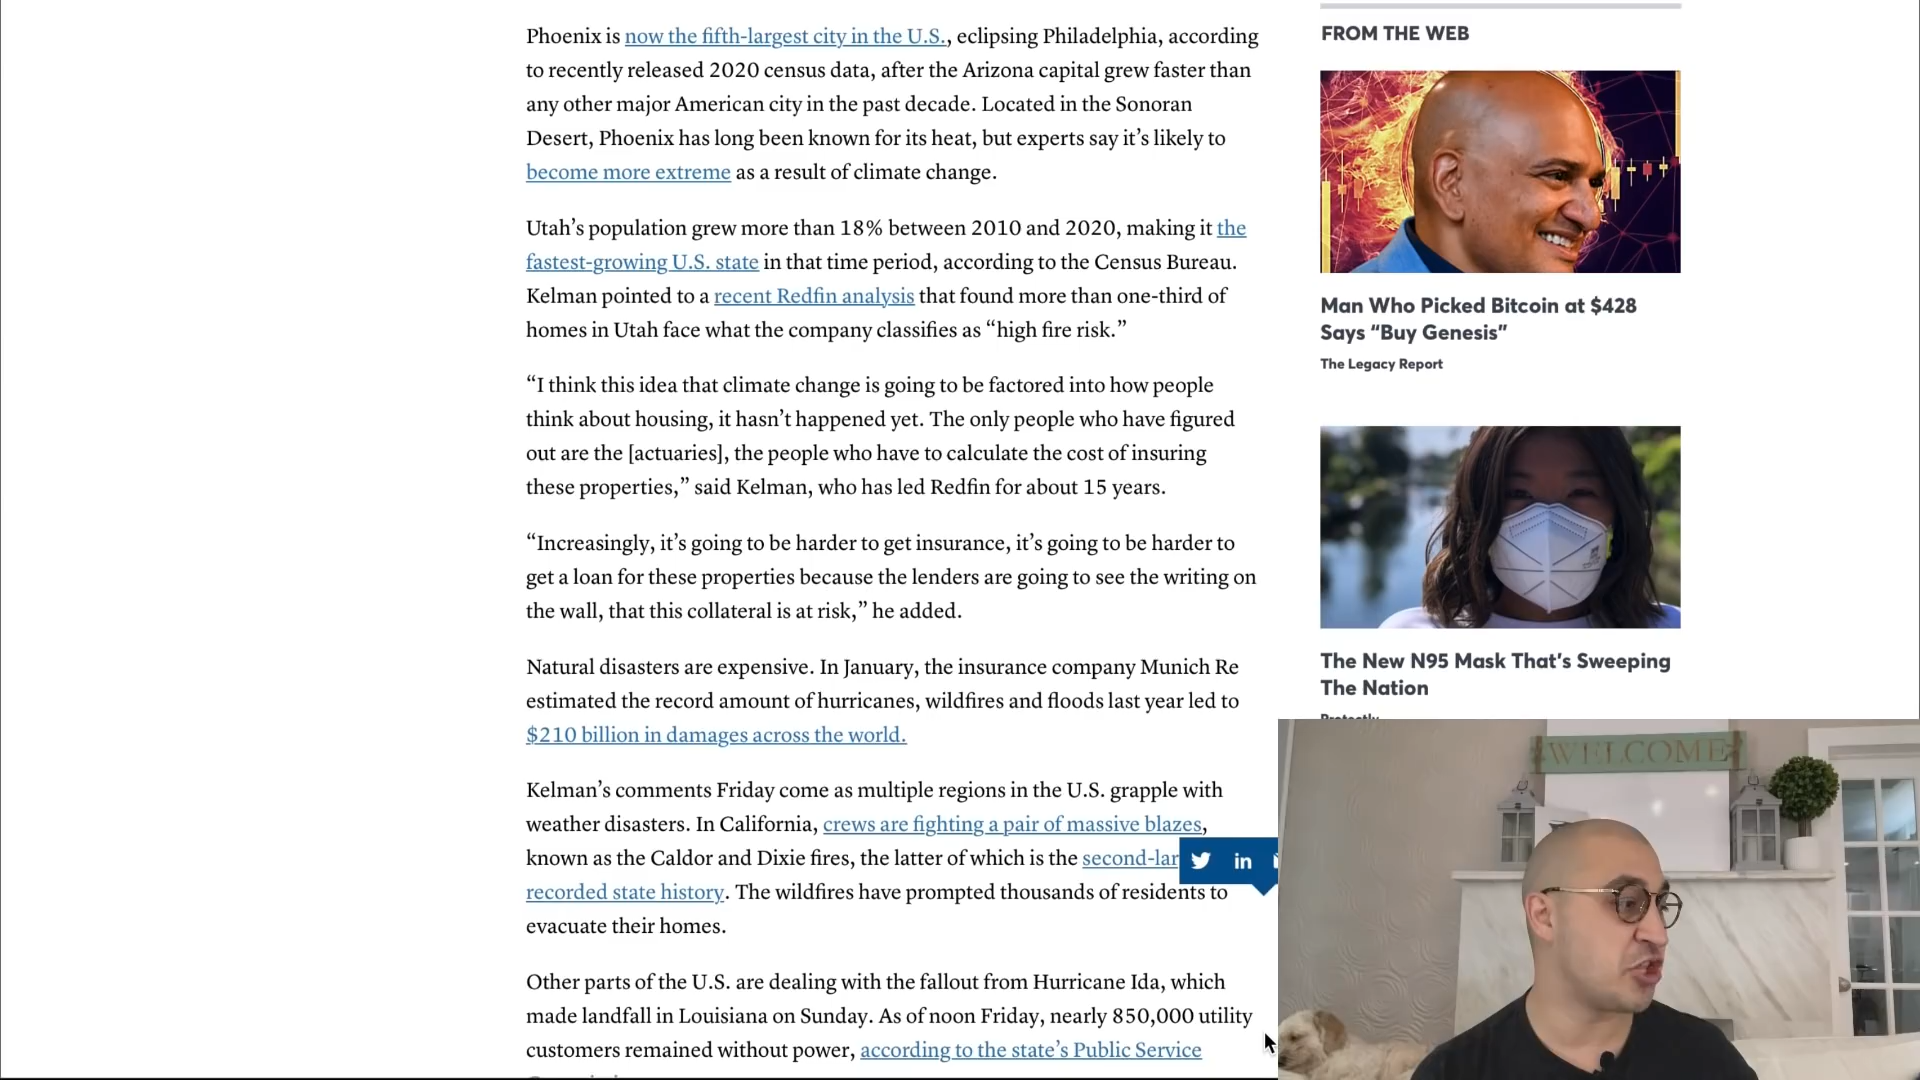 Phoenix is now the fifth-largest city in the U.S., eclipsing Philadelphia, according
to recently released 2020 census data, after the Arizona capital grew faster than
any other major American city in the past decade. Located in the Sonoran
Desert, Phoenix has long been known for its heat, but experts say it’s likely to
become more extreme as a result of climate change.
Utah’s population grew more than 18% between 2010 and 2020, making it the
fastest-growing U.S. state in that time period, according to the Census Bureau.
Kelman pointed to a recent Redfin analysis that found more than one-third of
homes in Utah face what the company classifies as “high fire risk.”
“I think this idea that climate change is going to be factored into how people
think about housing, it hasn’t happened yet. The only people who have figured
out are the [actuaries], the people who have to calculate the cost of insuring
these properties,” said Kelman, who has led Redfin for about 15 years.
“Increasingly, it’s going to be harder to get insurance, it’s going to be harder to
get a loan for these properties because the lenders are going to see the writing on
the wall, that this collateral is at risk,” he added.
Natural disasters are expensive. In January, the insurance company Munich Re
estimated the record amount of hurricanes, wildfires and floods last year led to
$210 billion in damages across the world.
Kelman’s comments Friday come as multiple regions in the U.S. grapple with
weather disasters. In California, crews are fighting a pair of massive blazes,
known as the Caldor and Dixie fires, the latter of which is the second-lar
recorded state history. The wildfires have prompted thousands of residents to
evacuate their homes.
Other parts of the U.S. are dealing with the fallout from Hurricane Ida, which
made landfall in Louisiana on Sunday. As of noon Friday, nearly 850,000 utility
customers remained without power, according to the state’s Public Service
FROM THE WEB
Man Who Picked Bitcoin at $428
Says “Buy Genesis”
The Legacy Report
The New N95 Mask That’s Sweeping
The Nation
in
WELCOME